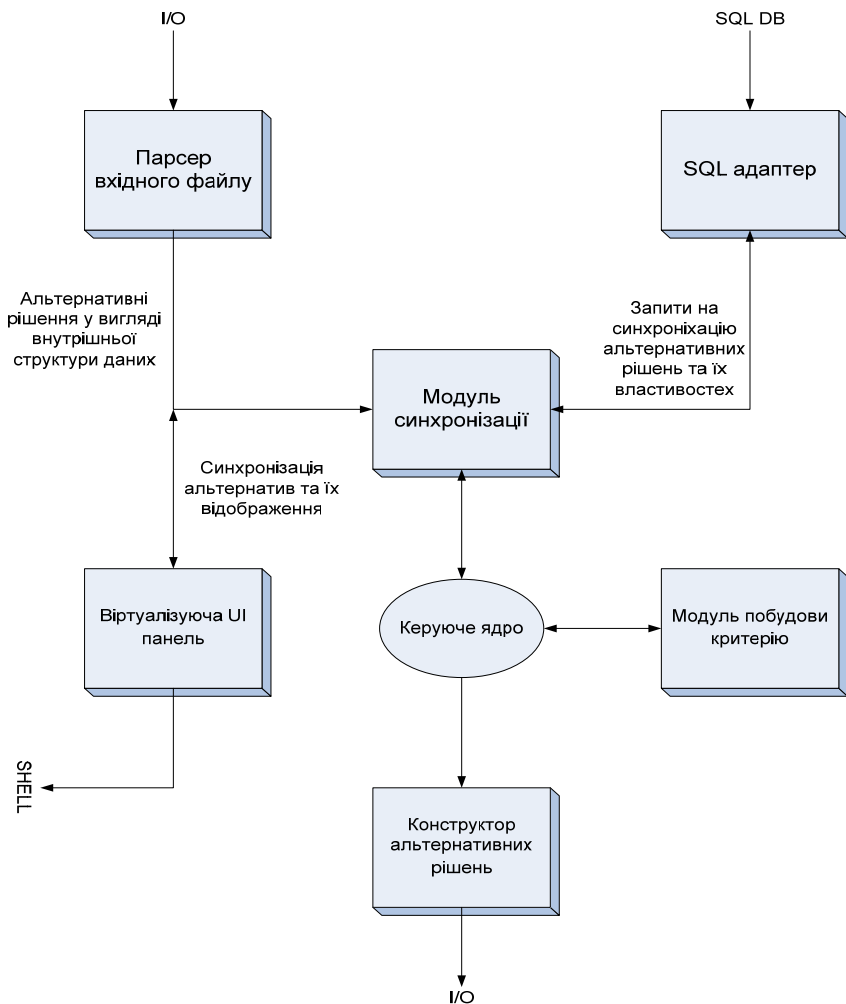 I/O
SQL DB
Парсер
вхідного файлу
SQL адаптер
Альтернативні
рішення у вигляді
внутрішньої
структури даних
Запити на
синхроніхацію
альтернативних
рішень та їх
властивостех
Модуль
синхронізації
Синхронізація
альтернатив та їх
відображення
Віртуалізуюча UI
панель
Керуюче ядро
Модуль побудови
критерію
SHELL
Конструктор
альтернативних
рішень
I/O